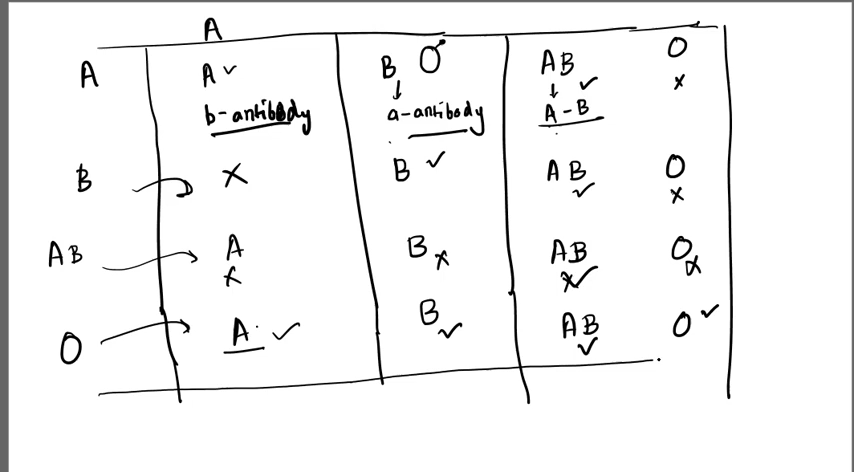 A
A A ✓ B O AB ✓ O x
b-antibody a-antibody A-B
B x B ✓ AB ✓ O x
AB A x B x AB ✓ O x
O A ✓ B ✓ AB ✓ O ✓